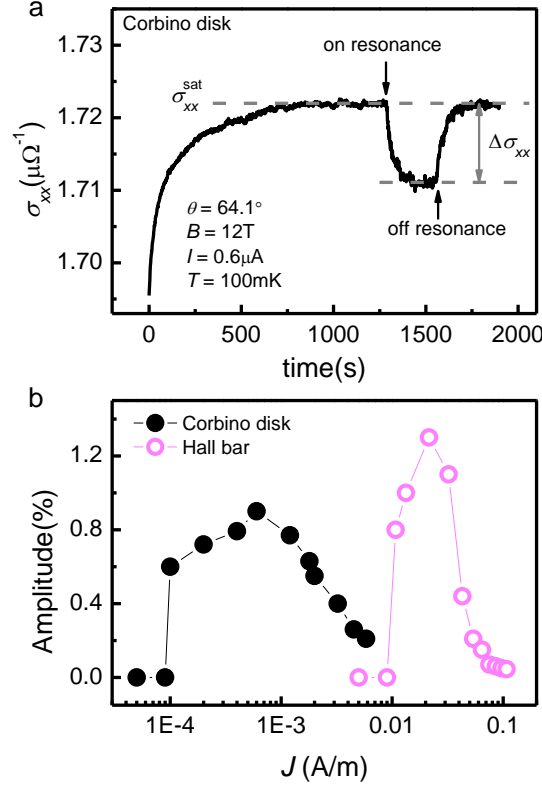 a
Corbino disk
1.73
1.72
1.71
1.70
σxx(μΩ⁻¹)
σxx^sat
on resonance
Δσxx
off resonance
θ = 64.1°
B = 12T
I = 0.6μA
T = 100mK
0 500 1000 1500 2000
time(s)
b
Corbino disk
Hall bar
1.2
0.8
0.4
0.0
Amplitude(%)
1E-4 1E-3 0.01 0.1
J (A/m)